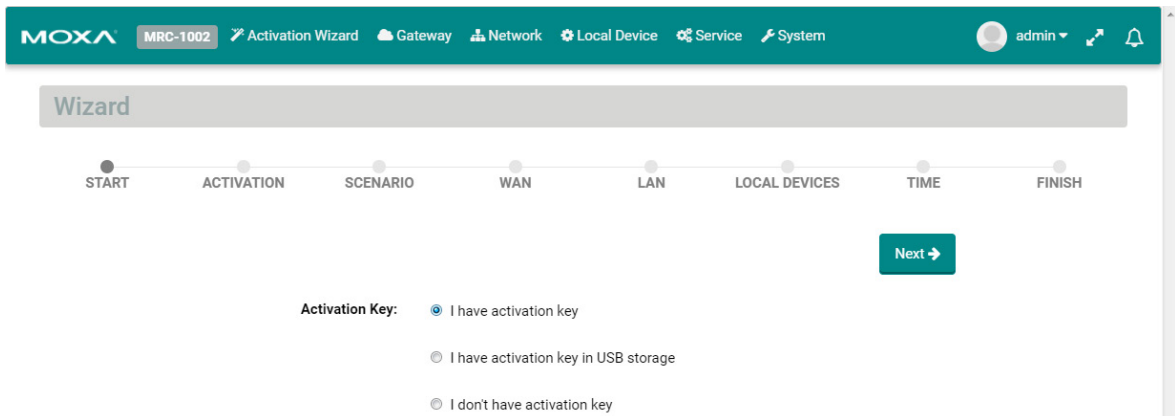 MOXA MRC-1002 Activation Wizard Gateway Network Local Device Service System admin
Wizard
START ACTIVATION SCENARIO WAN LAN LOCAL DEVICES TIME FINISH
Next
Activation Key: I have activation key
I have activation key in USB storage
I don't have activation key